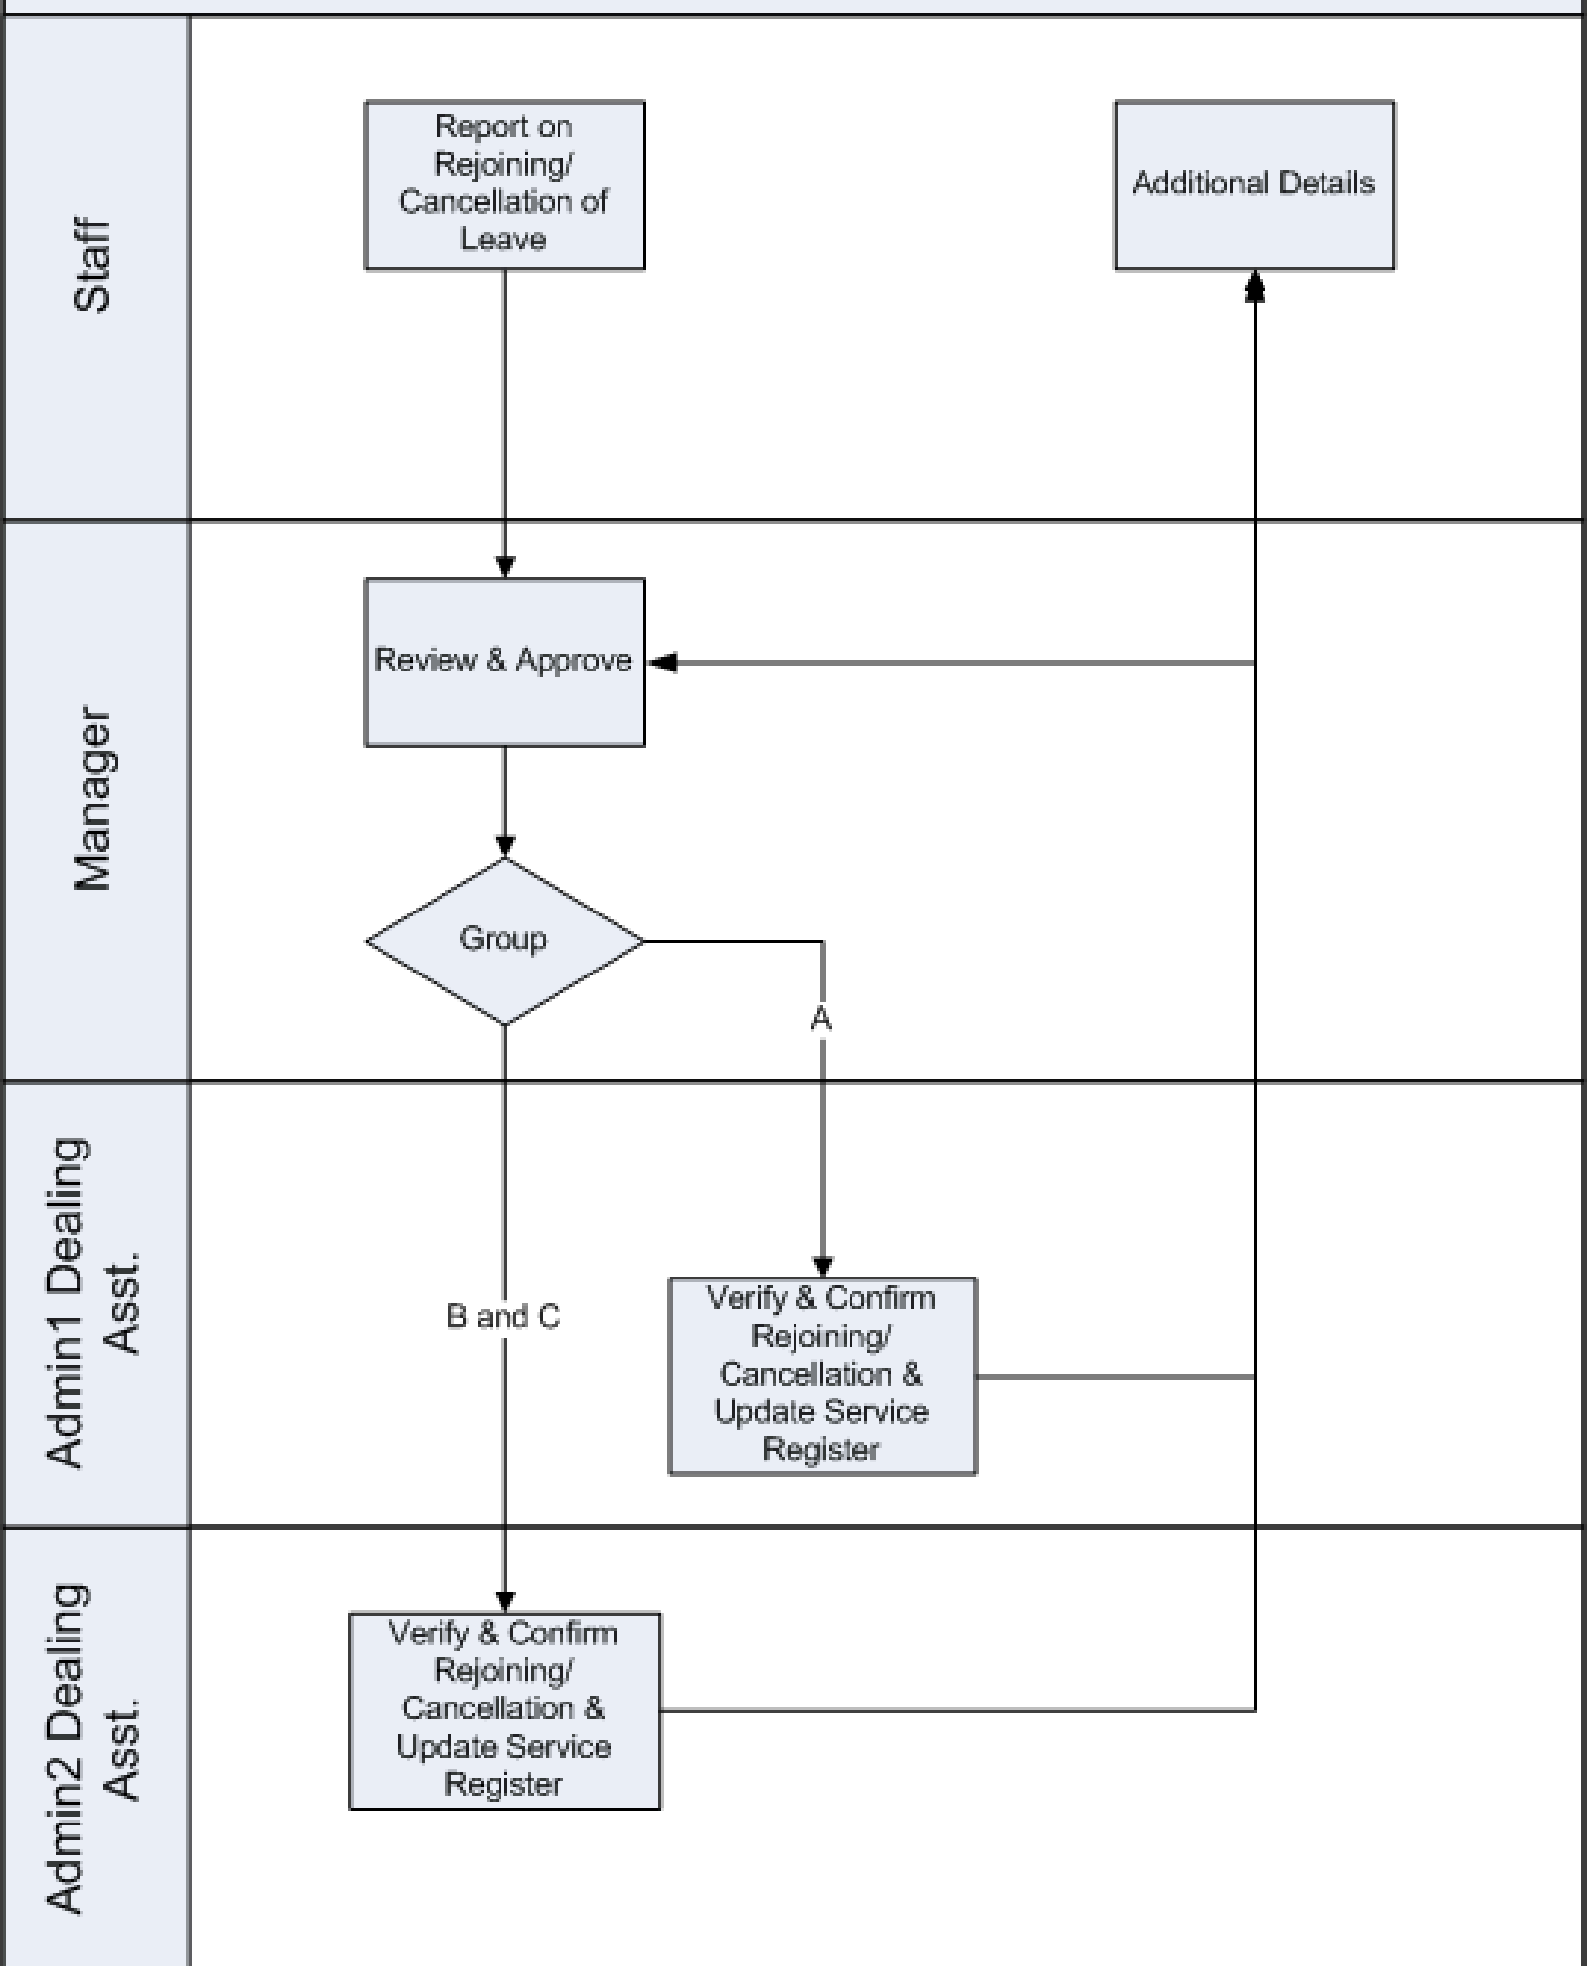 Staff
Report on
Rejoining/
Cancellation of
Leave
Additional Details
Manager
Review & Approve
Group
A
Admin1 Dealing
Asst.
B and C
Verify & Confirm
Rejoining/
Cancellation &
Update Service
Register
Admin2 Dealing
Asst.
Verify & Confirm
Rejoining/
Cancellation &
Update Service
Register